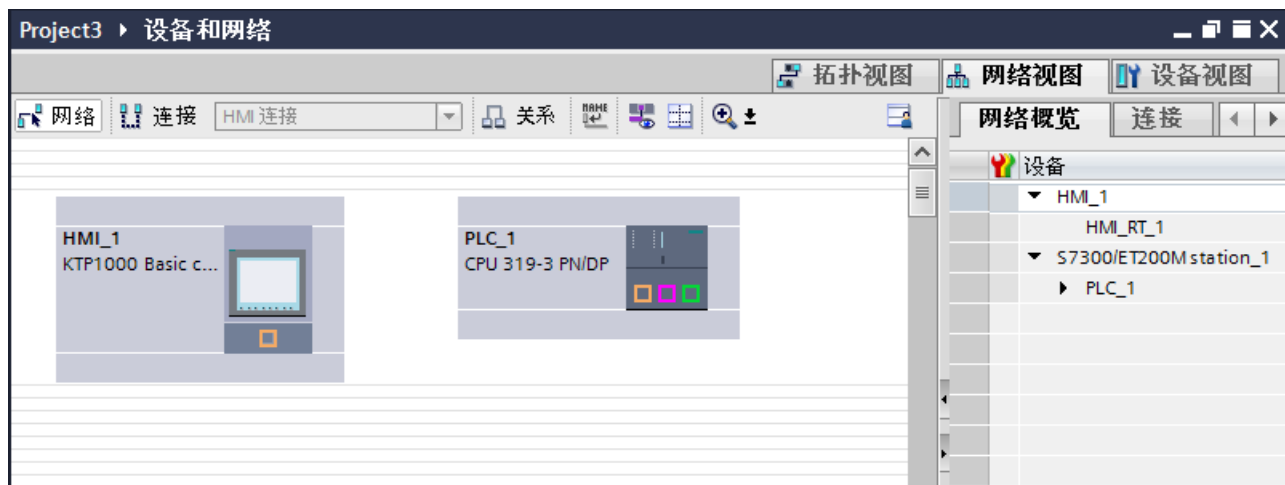 Project3 ▸ 设备和网络
拓扑视图 网络视图 设备视图
网络 连接 HMI 连接 关系 NAME
网络概览 连接
设备
HMI_1
KTP1000 Basic c...
PLC_1
CPU 319-3 PN/DP
HMI_1
HMI_RT_1
S7300/ET200M station_1
PLC_1